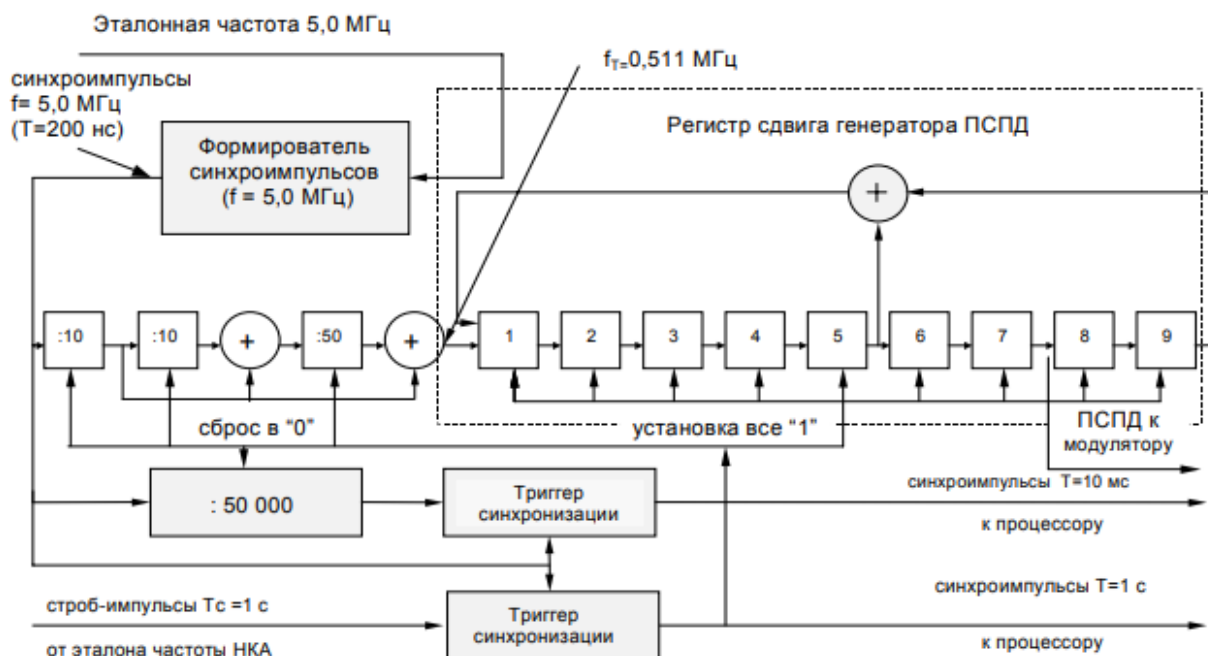 Эталонная частота 5,0 МГц
fТ=0,511 МГц
синхроимпульсы
f= 5,0 МГц
(T=200 нс)
Формирователь
синхроимпульсов
(f = 5,0 МГц)
Регистр сдвига генератора ПСПД
+
:10
:10
+
:50
+
1
2
3
4
5
6
7
8
9
сброс в “0”
установка все “1”
ПСПД к
модулятору
: 50 000
Триггер
синхронизации
синхроимпульсы T=10 мс
к процессору
строб-импульсы Tс =1 с
от эталона частоты НКА
Триггер
синхронизации
синхроимпульсы T=1 с
к процессору